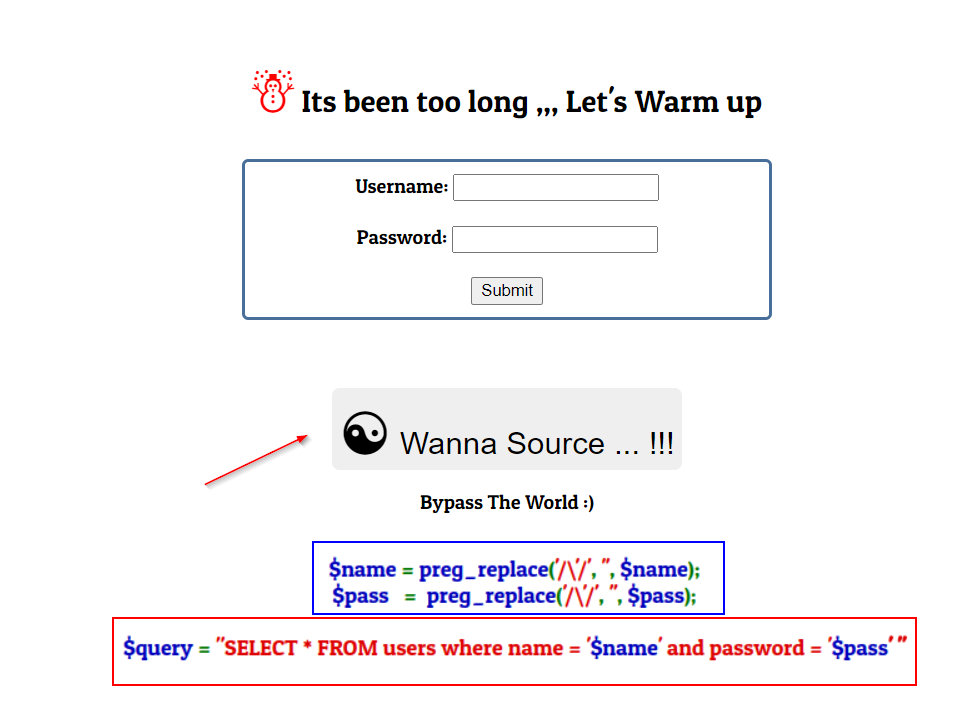 Its been too long ,,, Let's Warm up
Username:
Password:
Submit
Wanna Source ... !!!
Bypass The World :)
$name = preg_replace('/\'/', '', $name);
$pass = preg_replace('/\'/', '', $pass);
$query = "SELECT * FROM users where name = '$name' and password = '$pass' "